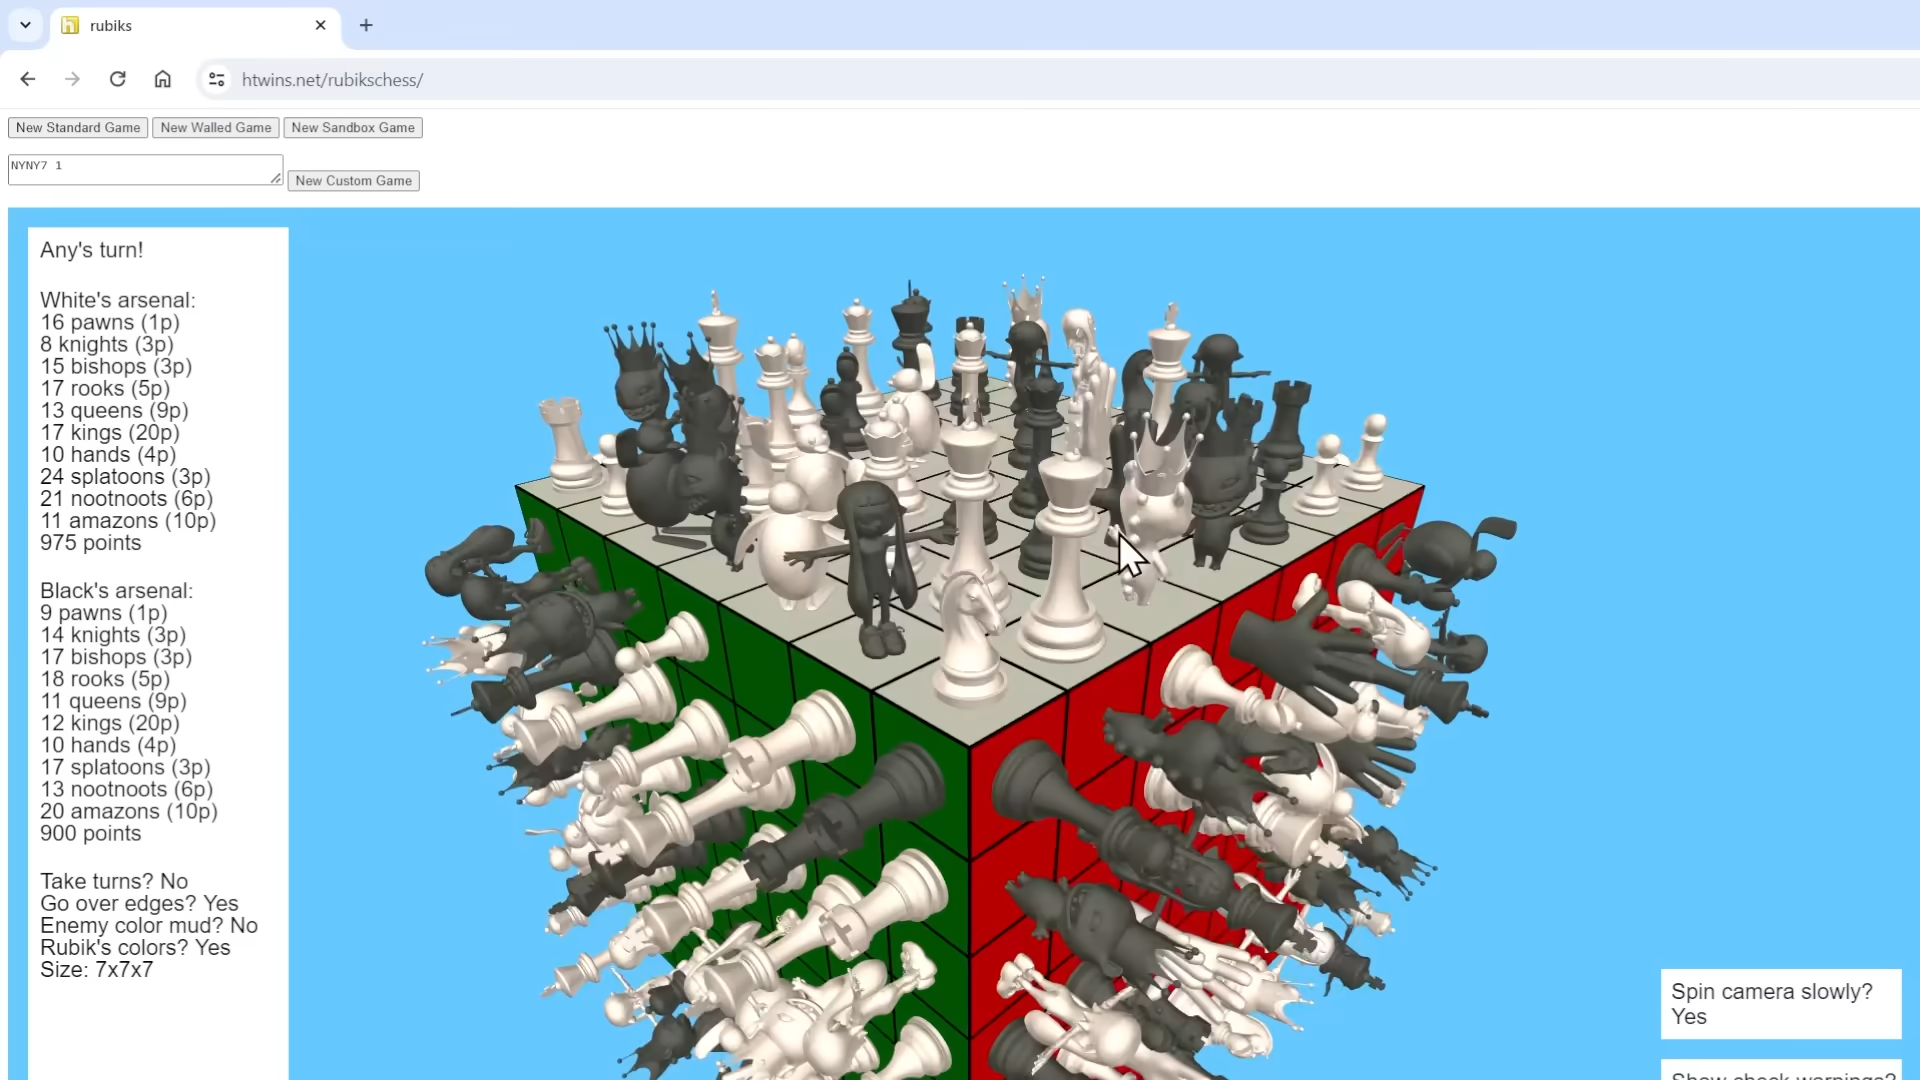 rubiks
htwins.net/rubikschess/
New Standard Game New Walled Game New Sandbox Game
NYNY7 1
New Custom Game
Any's turn!
White's arsenal:
16 pawns (1p)
8 knights (3p)
15 bishops (3p)
17 rooks (5p)
13 queens (9p)
17 kings (20p)
10 hands (4p)
24 splatoons (3p)
21 nootnoots (6p)
11 amazons (10p)
975 points
Black's arsenal:
9 pawns (1p)
14 knights (3p)
17 bishops (3p)
18 rooks (5p)
11 queens (9p)
12 kings (20p)
10 hands (4p)
17 splatoons (3p)
13 nootnoots (6p)
20 amazons (10p)
900 points
Take turns? No
Go over edges? Yes
Enemy color mud? No
Rubik's colors? Yes
Size: 7x7x7
Spin camera slowly?
Yes
Show check warnings?